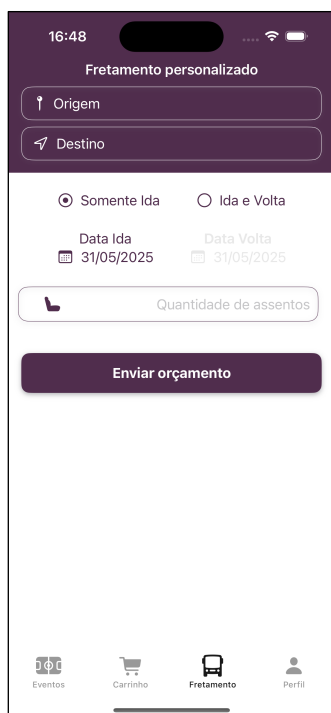 16:48
Fretamento personalizado
Origem
Destino
Somente Ida Ida e Volta
Data Ida Data Volta
31/05/2025 31/05/2025
Quantidade de assentos
Enviar orçamento
Eventos Carrinho Fretamento Perfil